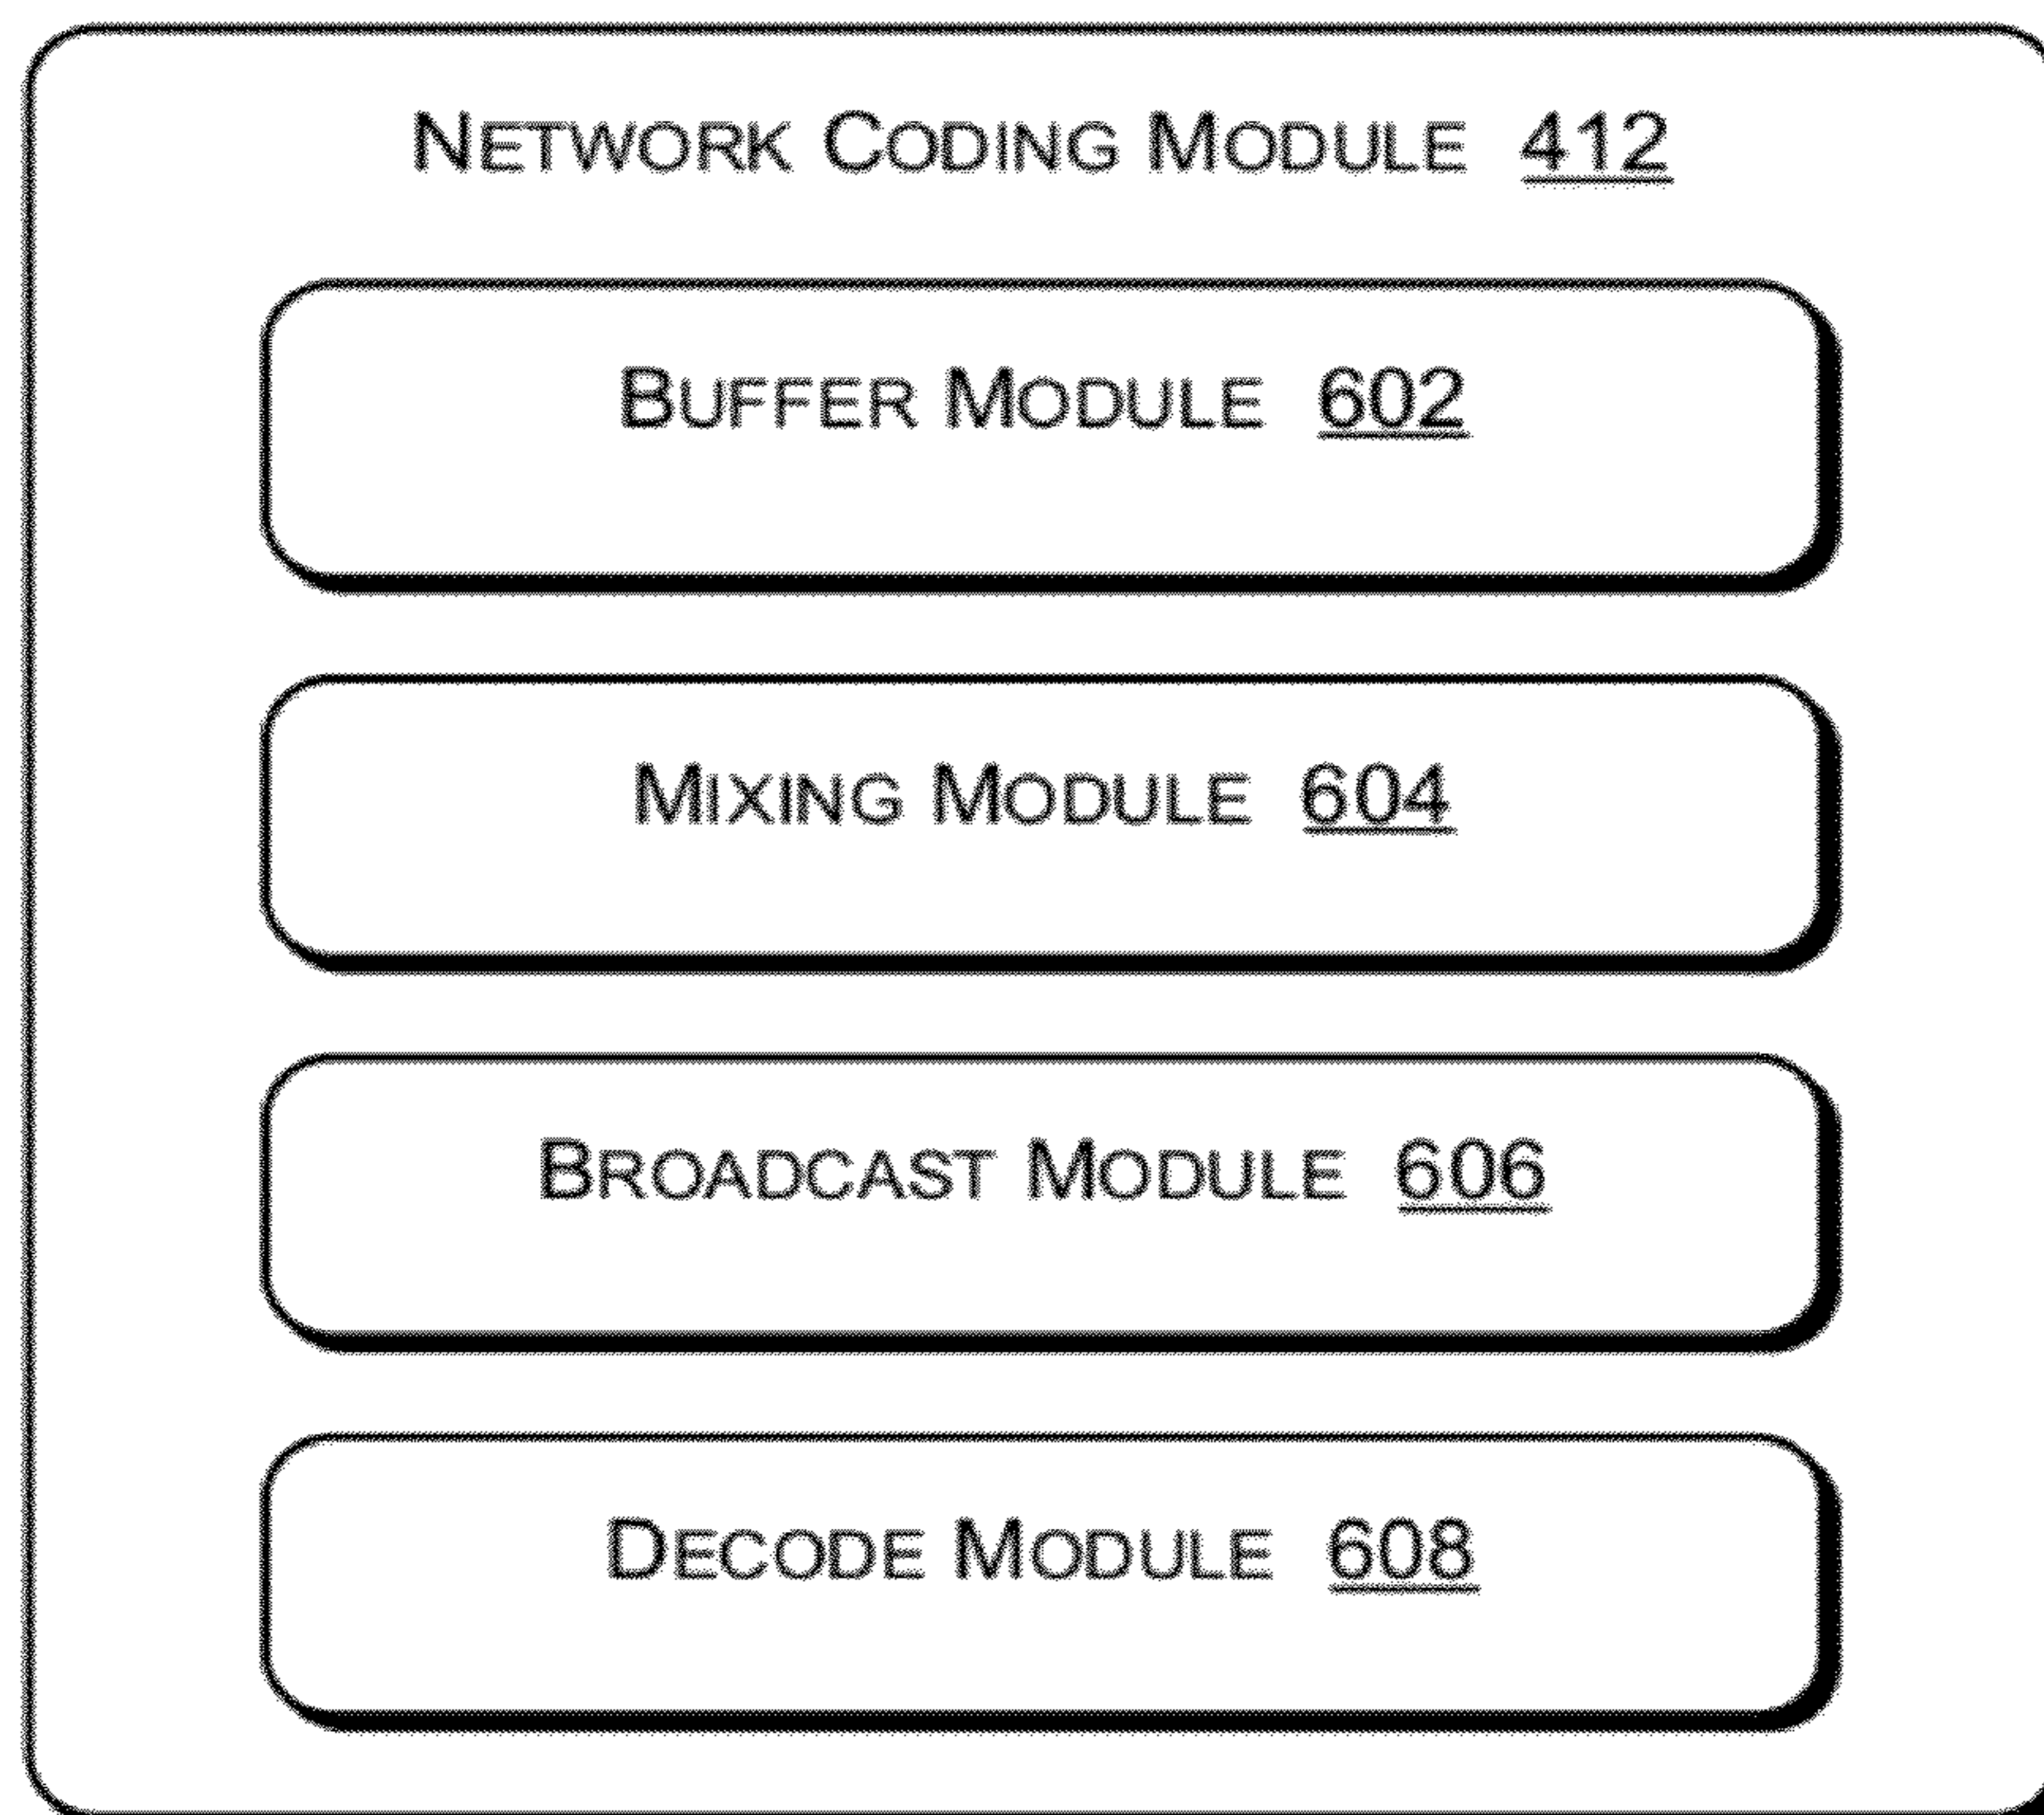 NETWORK CODING MODULE 412
BUFFER MODULE 602
MIXING MODULE 604
BROADCAST MODULE 606
DECODE MODULE 608